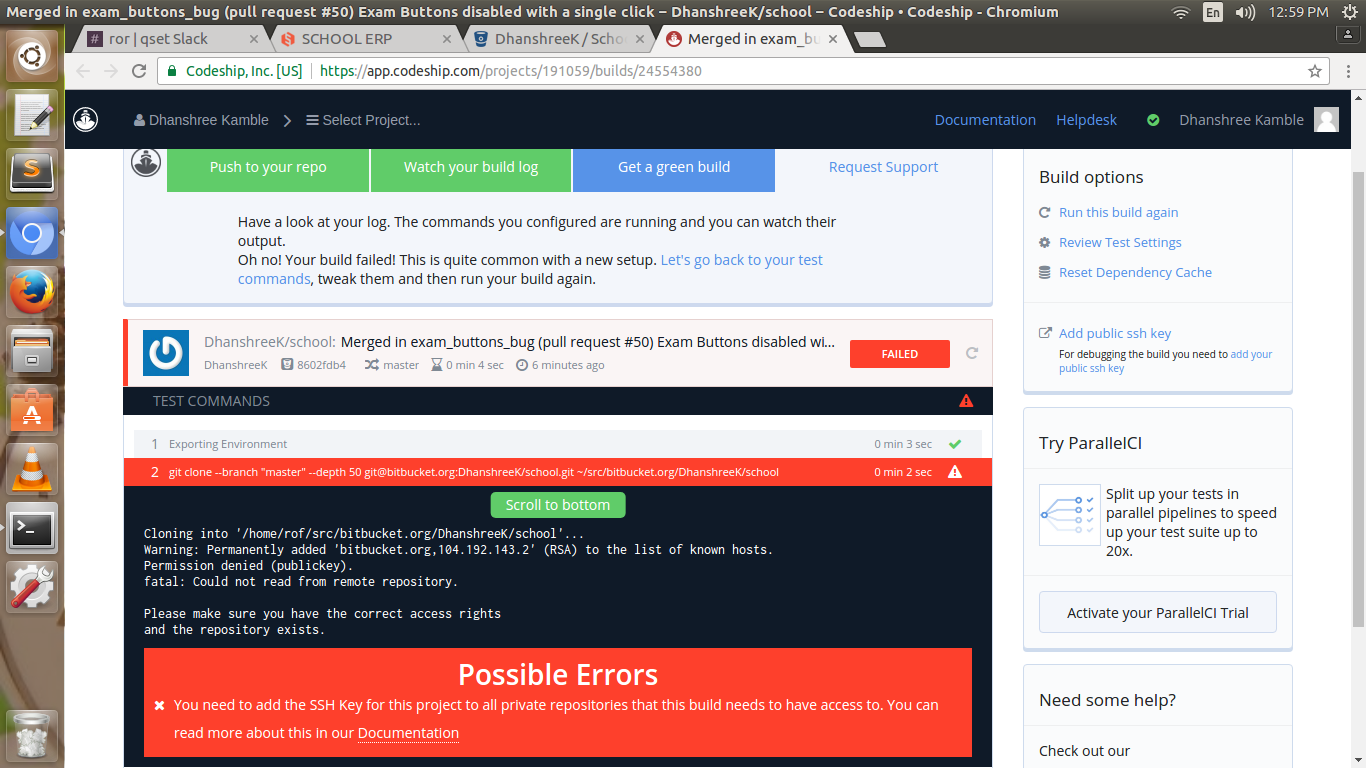 Merged in exam_buttons_bug (pull request #50) Exam Buttons disabled with a single click – DhanshreeK/school – Codeship • Codeship - Chromium
En
12:59 PM
ror | qset Slack
SCHOOL ERP
DhanshreeK / Scho
Merged in exam_bu
Codeship, Inc. [US]
https://app.codeship.com/projects/191059/builds/24554380
Dhanshree Kamble
Select Project...
Documentation
Helpdesk
Dhanshree Kamble
Push to your repo
Watch your build log
Get a green build
Request Support
Have a look at your log. The commands you configured are running and you can watch their
output.
Oh no! Your build failed! This is quite common with a new setup. Let's go back to your test
commands, tweak them and then run your build again.
DhanshreeK/school: Merged in exam_buttons_bug (pull request #50) Exam Buttons disabled wi...
DhanshreeK
8602fdb4
master
0 min 4 sec
6 minutes ago
FAILED
TEST COMMANDS
1 Exporting Environment
0 min 3 sec
2 git clone --branch "master" --depth 50 git@bitbucket.org:DhanshreeK/school.git ~/src/bitbucket.org/DhanshreeK/school
0 min 2 sec
Scroll to bottom
Cloning into '/home/rof/src/bitbucket.org/DhanshreeK/school'...
Warning: Permanently added 'bitbucket.org,104.192.143.2' (RSA) to the list of known hosts.
Permission denied (publickey).
fatal: Could not read from remote repository.
Please make sure you have the correct access rights
and the repository exists.
Possible Errors
You need to add the SSH Key for this project to all private repositories that this build needs to have access to. You can
read more about this in our Documentation
Build options
Run this build again
Review Test Settings
Reset Dependency Cache
Add public ssh key
For debugging the build you need to add your
public ssh key
Try ParallelCI
Split up your tests in
parallel pipelines to speed
up your test suite up to
20x.
Activate your ParallelCI Trial
Need some help?
Check out our